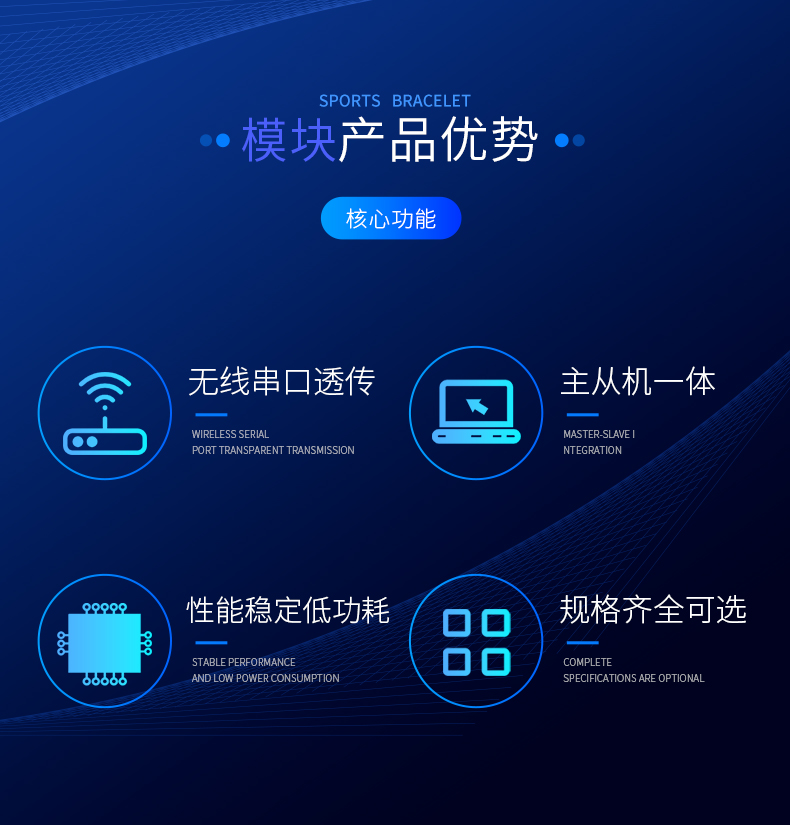 SPORTS BRACELET
模块产品优势
核心功能
无线串口透传
WIRELESS SERIAL
PORT TRANSPARENT TRANSMISSION
主从机一体
MASTER-SLAVE I
NTEGRATION
性能稳定低功耗
STABLE PERFORMANCE
AND LOW POWER CONSUMPTION
规格齐全可选
COMPLETE
SPECIFICATIONS ARE OPTIONAL